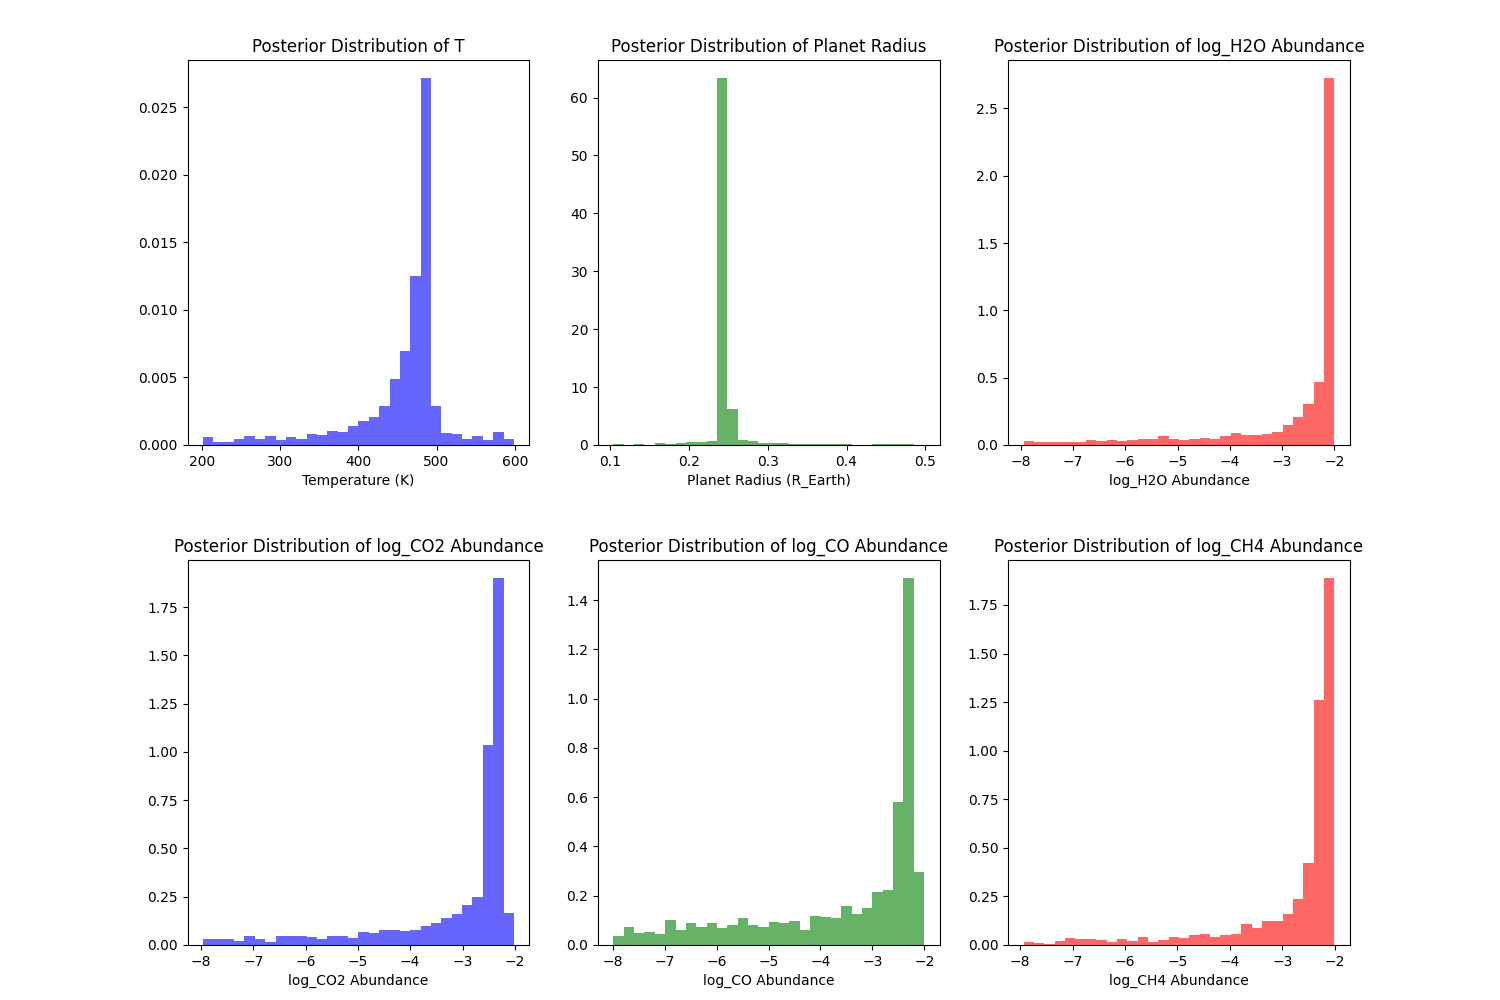 Posterior Distribution of T
0.025
0.020
0.015
0.010
0.005
0.000
200 300 400 500 600
Temperature (K)
Posterior Distribution of Planet Radius
60
50
40
30
20
10
0
0.1 0.2 0.3 0.4 0.5
Planet Radius (R_Earth)
Posterior Distribution of log_H2O Abundance
2.5
2.0
1.5
1.0
0.5
0.0
−8 −7 −6 −5 −4 −3 −2
log_H2O Abundance
Posterior Distribution of log_CO2 Abundance
1.75
1.50
1.25
1.00
0.75
0.50
0.25
0.00
−8 −7 −6 −5 −4 −3 −2
log_CO2 Abundance
Posterior Distribution of log_CO Abundance
1.4
1.2
1.0
0.8
0.6
0.4
0.2
0.0
−8 −7 −6 −5 −4 −3 −2
log_CO Abundance
Posterior Distribution of log_CH4 Abundance
1.75
1.50
1.25
1.00
0.75
0.50
0.25
0.00
−8 −7 −6 −5 −4 −3 −2
log_CH4 Abundance